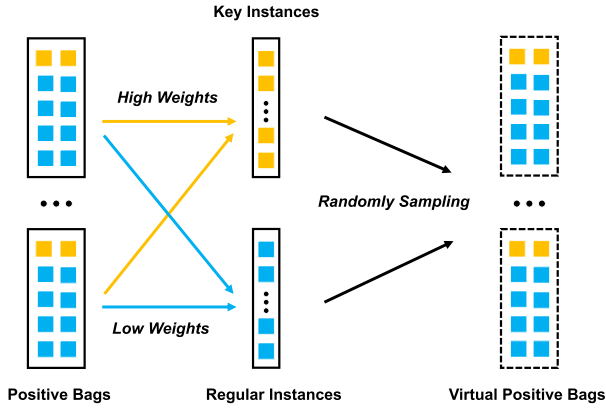 Key Instances
High Weights
Randomly Sampling
Low Weights
Positive Bags
Regular Instances
Virtual Positive Bags